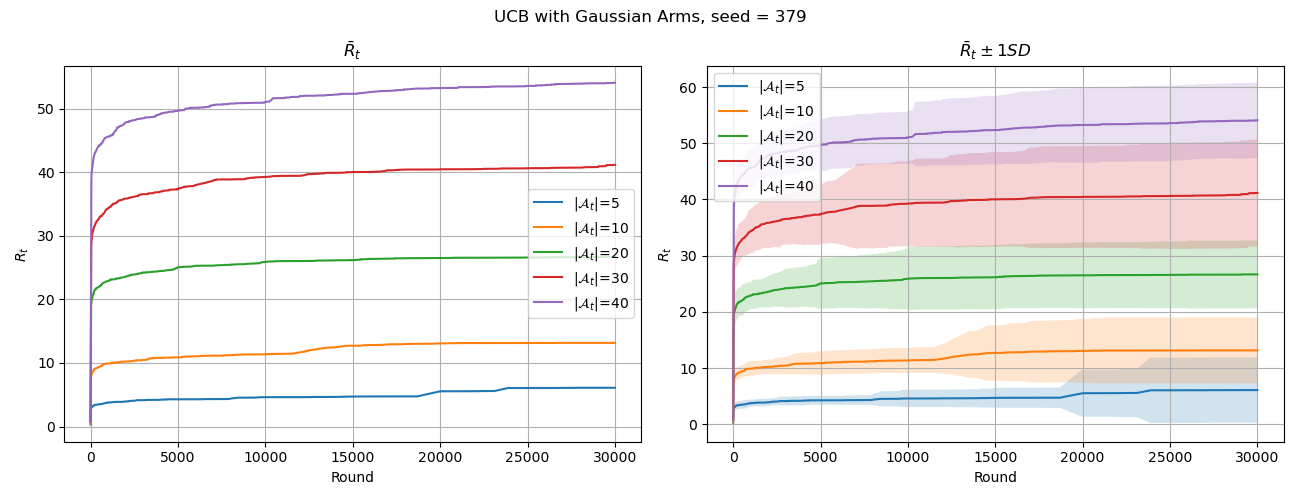 UCB with Gaussian Arms, seed = 379
R̄ₜ
Rₜ
50
40
30
20
10
0
|𝒜ₜ|=5
|𝒜ₜ|=10
|𝒜ₜ|=20
|𝒜ₜ|=30
|𝒜ₜ|=40
0 5000 10000 15000 20000 25000 30000
Round
R̄ₜ ± 1SD
Rₜ
60
50
40
30
20
10
0
|𝒜ₜ|=5
|𝒜ₜ|=10
|𝒜ₜ|=20
|𝒜ₜ|=30
|𝒜ₜ|=40
0 5000 10000 15000 20000 25000 30000
Round